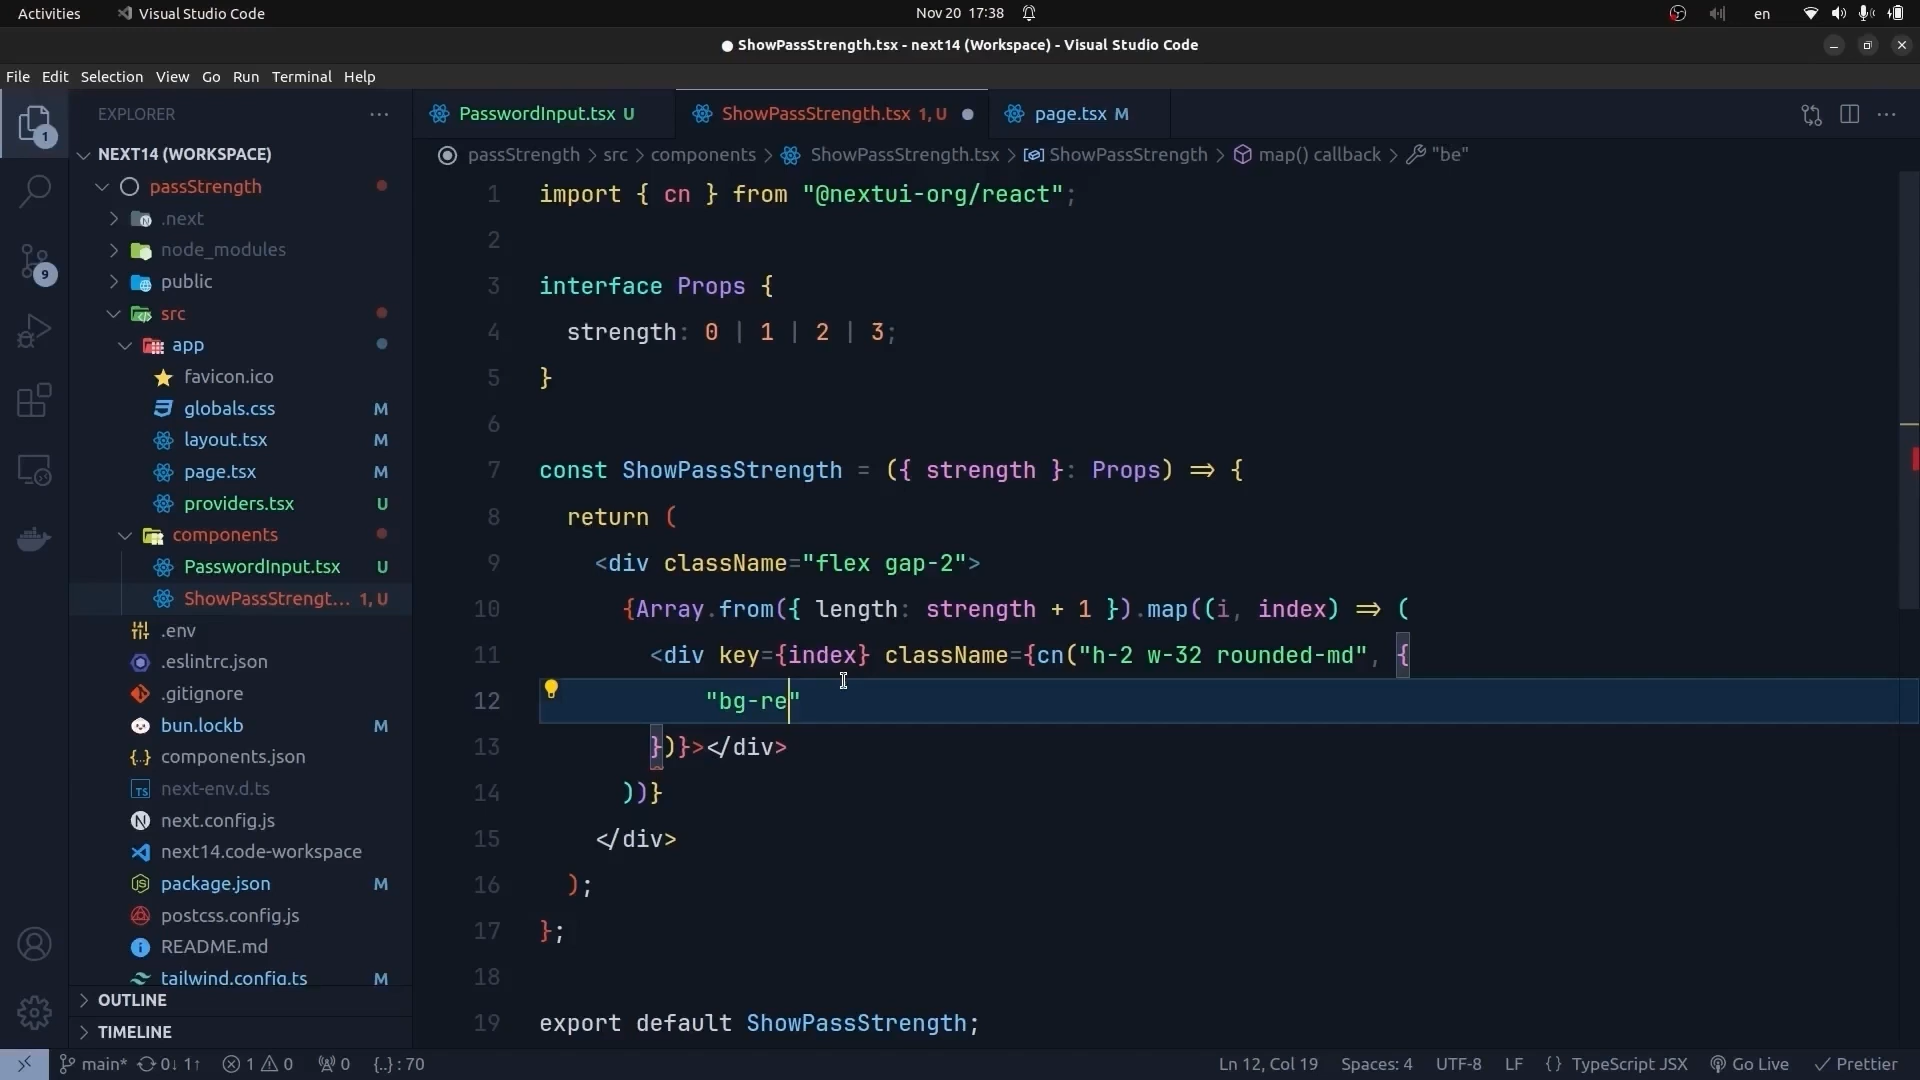 Activities
Visual Studio Code
Nov 20 17:38
en
ShowPassStrength.tsx - next14 (Workspace) - Visual Studio Code
File Edit Selection View Go Run Terminal Help
1
9
EXPLORER
NEXT14 (WORKSPACE)
passStrength
.next
node_modules
public
src
app
favicon.ico
globals.css M
layout.tsx M
page.tsx M
providers.tsx U
components
PasswordInput.tsx U
ShowPassStrengt... 1, U
.env
.eslintrc.json
.gitignore
bun.lockb M
components.json
next-env.d.ts
next.config.js
next14.code-workspace
package.json M
postcss.config.js
README.md
tailwind.config.ts M
OUTLINE
TIMELINE
PasswordInput.tsx U
ShowPassStrength.tsx 1, U
page.tsx M
passStrength > src > components > ShowPassStrength.tsx > ShowPassStrength > map() callback > "be"
1 import { cn } from "@nextui-org/react";
2
3 interface Props {
4 strength: 0 | 1 | 2 | 3;
5 }
6
7 const ShowPassStrength = ({ strength }: Props) => {
8 return (
9 <div className="flex gap-2">
10 {Array.from({ length: strength + 1 }).map((i, index) => (
11 <div key={index} className={cn("h-2 w-32 rounded-md", {
12 "bg-re"
13 })}></div>
14 ))}
15 </div>
16 );
17 };
18
19 export default ShowPassStrength;
main* 0↓ 1↑ 1 0 0 {..} : 70
Ln 12, Col 19 Spaces: 4 UTF-8 LF { } TypeScript JSX Go Live Prettier